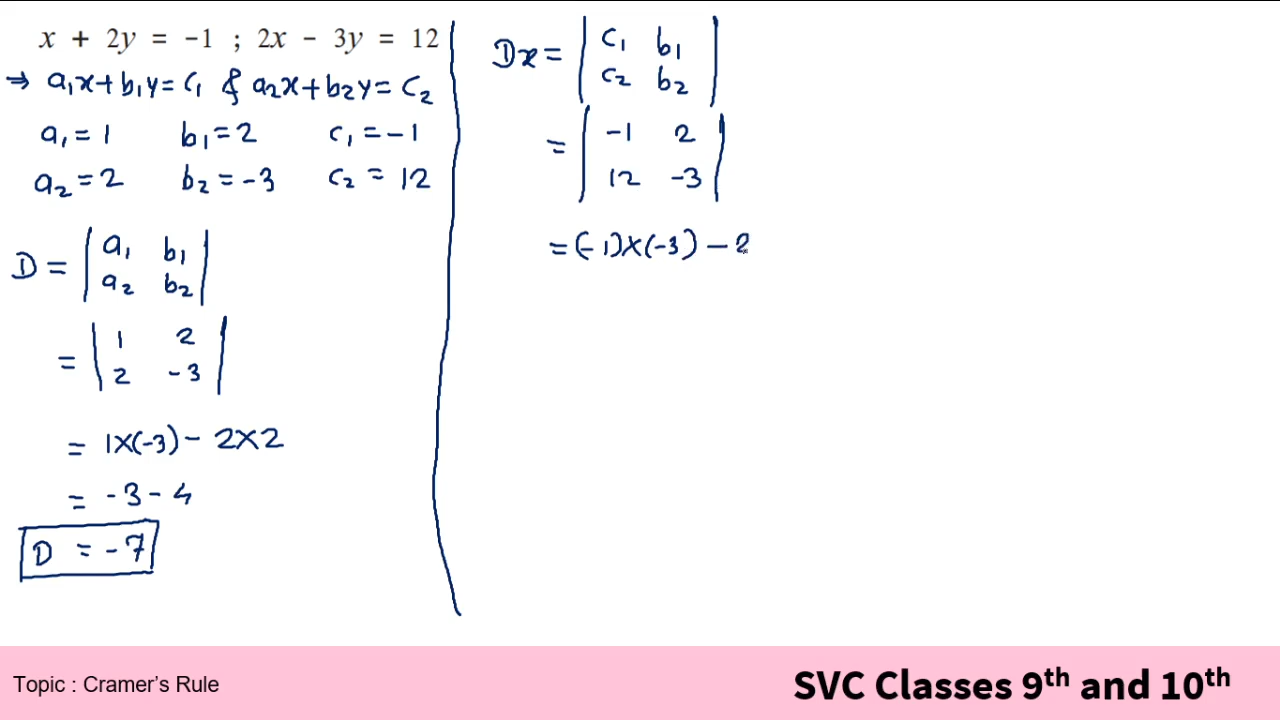 x + 2y = -1 ; 2x - 3y = 12
⇒ a₁x + b₁y = c₁ & a₂x + b₂y = c₂
a₁ = 1 b₁ = 2 c₁ = -1
a₂ = 2 b₂ = -3 c₂ = 12
D = | a₁ b₁ |
| a₂ b₂ |
= | 1 2 |
| 2 -3 |
= 1×(-3) - 2×2
= -3 - 4
D = -7
Dx = | c₁ b₁ |
| c₂ b₂ |
= | -1 2 |
| 12 -3 |
= (-1)×(-3) - 2
Topic : Cramer's Rule
SVC Classes 9th and 10th